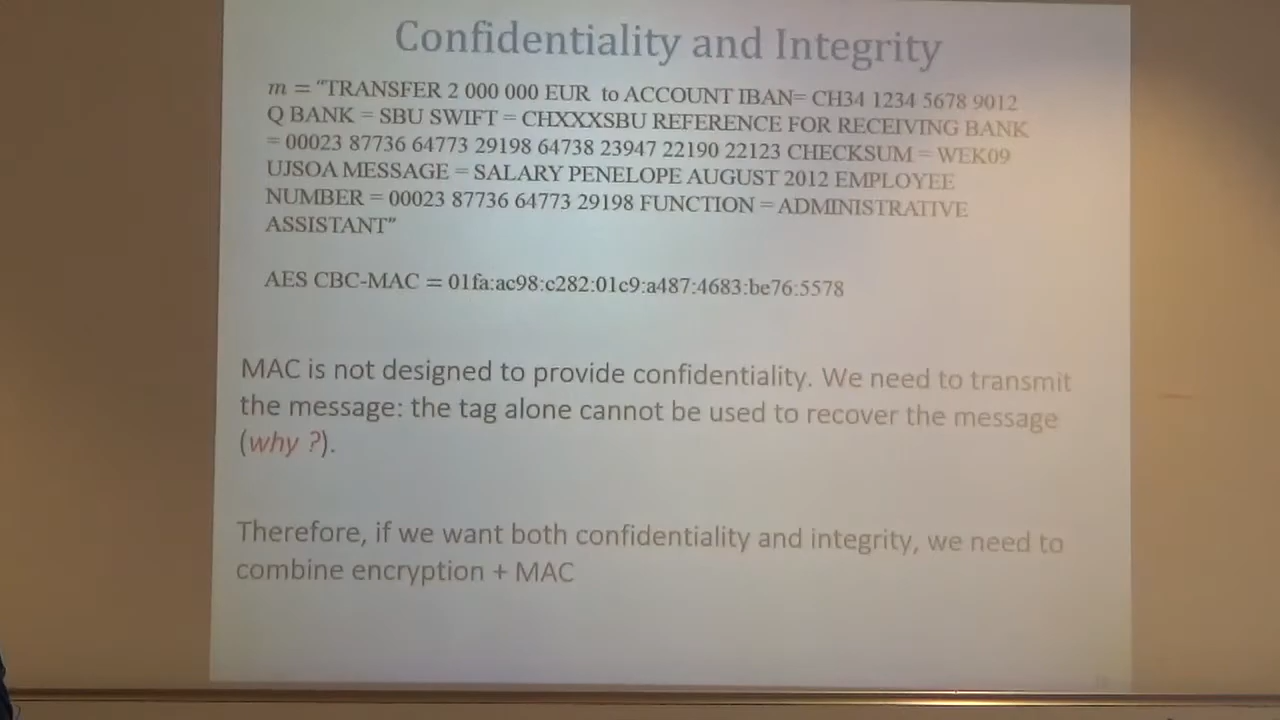 Confidentiality and Integrity
m = “TRANSFER 2 000 000 EUR to ACCOUNT IBAN= CH34 1234 5678 9012
Q BANK = SBU SWIFT = CHXXXSBU REFERENCE FOR RECEIVING BANK
= 00023 87736 64773 29198 64738 23947 22190 22123 CHECKSUM = WEK09
UJSOA MESSAGE = SALARY PENELOPE AUGUST 2012 EMPLOYEE
NUMBER = 00023 87736 64773 29198 FUNCTION = ADMINISTRATIVE
ASSISTANT”
AES CBC-MAC = 01fa:ac98:c282:01c9:a487:4683:be76:5578
MAC is not designed to provide confidentiality. We need to transmit
the message: the tag alone cannot be used to recover the message
(why ?).
Therefore, if we want both confidentiality and integrity, we need to
combine encryption + MAC